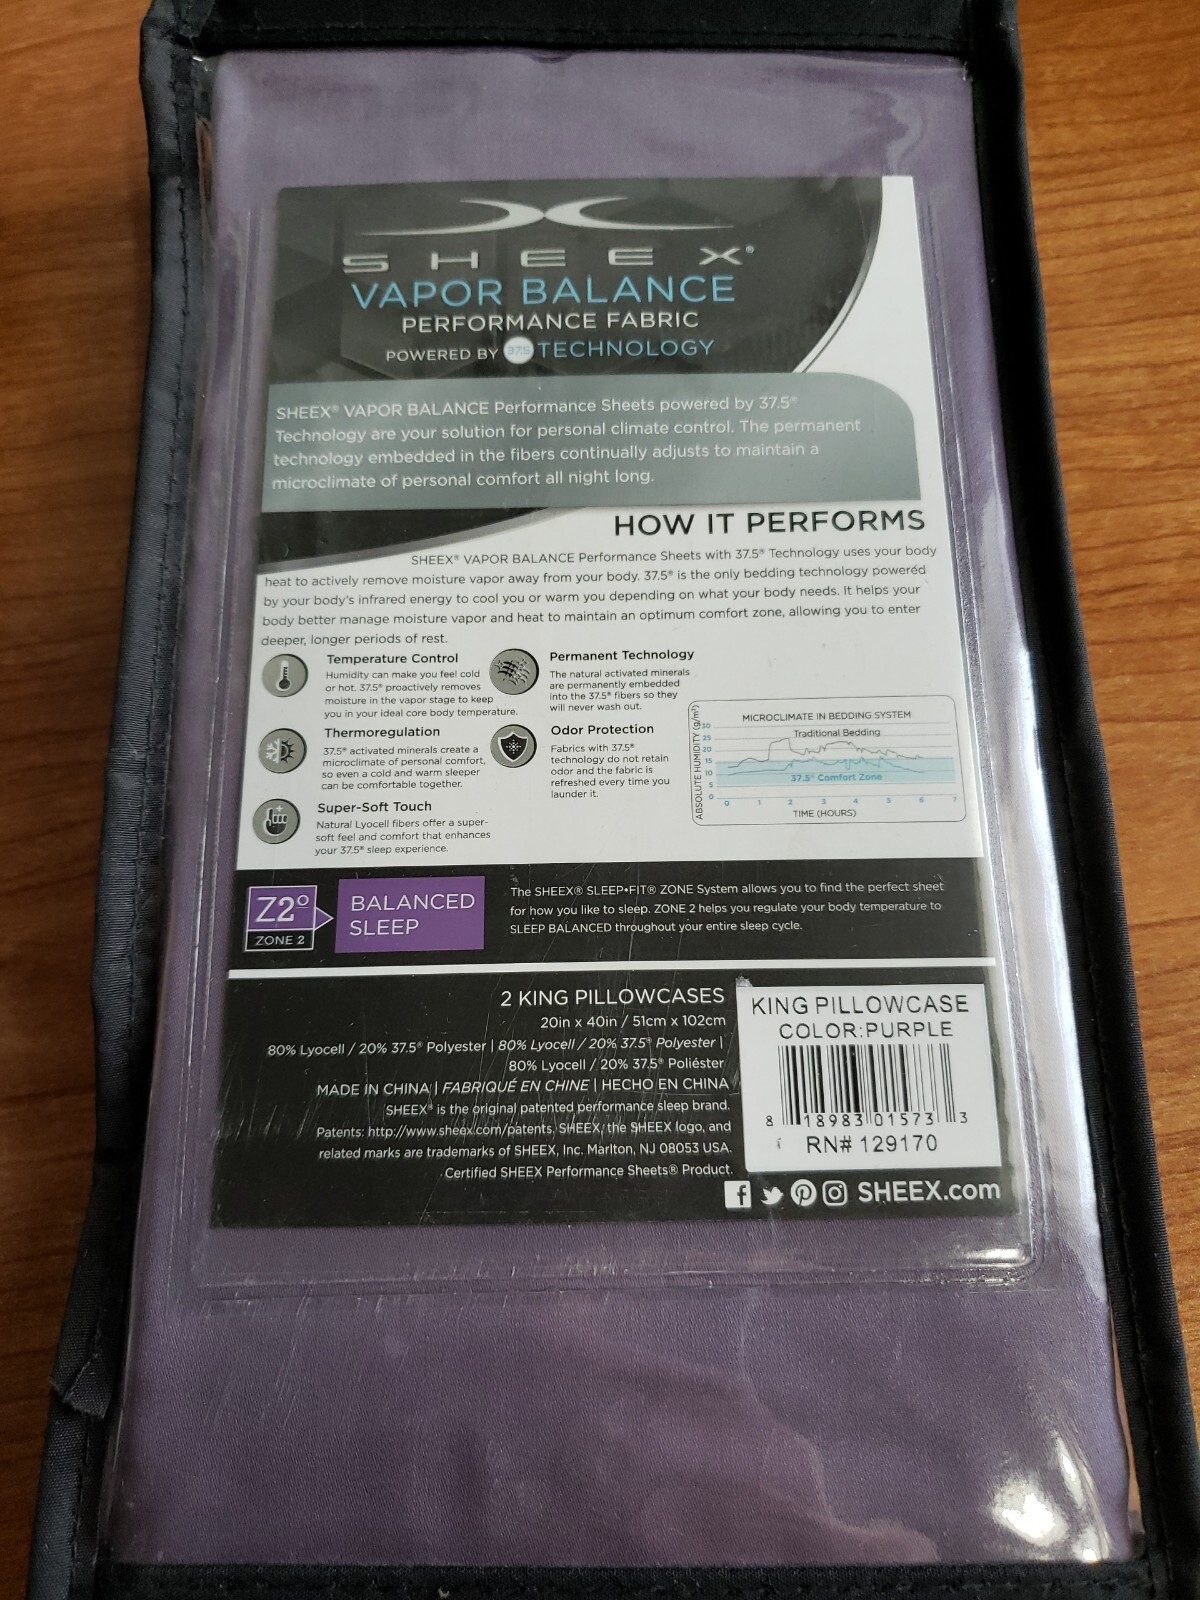 SHEEX®
VAPOR BALANCE
PERFORMANCE FABRIC
POWERED BY 37.5 TECHNOLOGY
SHEEX® VAPOR BALANCE Performance Sheets powered by 37.5®
Technology are your solution for personal climate control. The permanent
technology embedded in the fibers continually adjusts to maintain a
microclimate of personal comfort all night long.
HOW IT PERFORMS
SHEEX® VAPOR BALANCE Performance Sheets with 37.5® Technology uses your body
heat to actively remove moisture vapor away from your body. 37.5® is the only bedding technology powered
by your body's infrared energy to cool you or warm you depending on what your body needs. It helps your
body better manage moisture vapor and heat to maintain an optimum comfort zone, allowing you to enter
deeper, longer periods of rest.
Temperature Control
Humidity can make you feel cold
or hot. 37.5® proactively removes
moisture in the vapor stage to keep
you in your ideal core body temperature.
Permanent Technology
The natural activated minerals
are permanently embedded
into the 37.5® fibers so they
will never wash out.
Thermoregulation
37.5® activated minerals create a
microclimate of personal comfort,
so even a cold and warm sleeper
can be comfortable together.
Odor Protection
Fabrics with 37.5®
technology do not retain
odor and the fabric is
refreshed every time you
launder it.
Super-Soft Touch
Natural Lyocell fibers offer a super-
soft feel and comfort that enhances
your 37.5® sleep experience.
MICROCLIMATE IN BEDDING SYSTEM
ABSOLUTE HUMIDITY (g/m³)
30
25
20
15
10
5
0
Traditional Bedding
37.5® Comfort Zone
0 1 2 3 4 5 6 7
TIME (HOURS)
Z2°
ZONE 2
BALANCED
SLEEP
The SHEEX® SLEEP•FIT® ZONE System allows you to find the perfect sheet
for how you like to sleep. ZONE 2 helps you regulate your body temperature to
SLEEP BALANCED throughout your entire sleep cycle.
2 KING PILLOWCASES
20in x 40in / 51cm x 102cm
80% Lyocell / 20% 37.5® Polyester | 80% Lyocell / 20% 37.5® Polyester |
80% Lyocell / 20% 37.5® Poliéster
MADE IN CHINA | FABRIQUÉ EN CHINE | HECHO EN CHINA
SHEEX® is the original patented performance sleep brand.
Patents: http://www.sheex.com/patents. SHEEX, the SHEEX logo, and
related marks are trademarks of SHEEX, Inc. Marlton, NJ 08053 USA.
Certified SHEEX Performance Sheets® Product.
KING PILLOWCASE
COLOR:PURPLE
8 18983 01573 3
RN# 129170
SHEEX.com